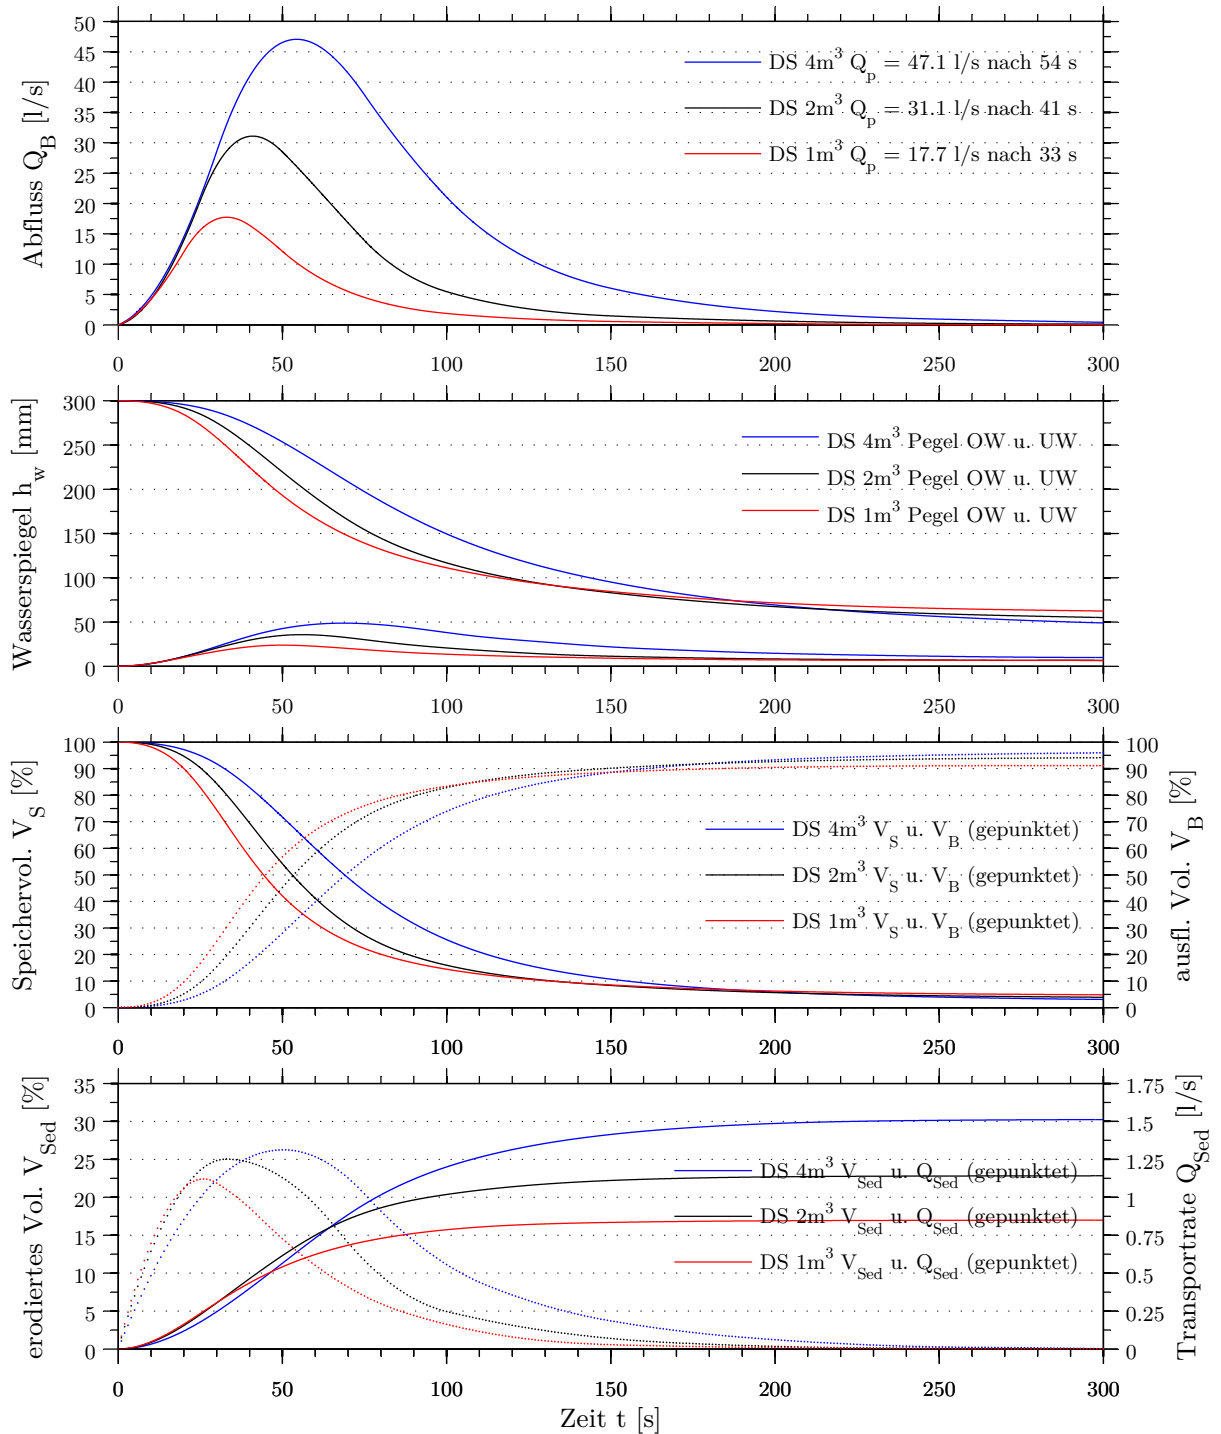 Abfluss Q_B [l/s]
50
45
40
35
30
25
20
15
10
5
0
DS 4m³ Q_p = 47.1 l/s nach 54 s
DS 2m³ Q_p = 31.1 l/s nach 41 s
DS 1m³ Q_p = 17.7 l/s nach 33 s
0 50 100 150 200 250 300
Wasserspiegel h_w [mm]
300
250
200
150
100
50
0
DS 4m³ Pegel OW u. UW
DS 2m³ Pegel OW u. UW
DS 1m³ Pegel OW u. UW
0 50 100 150 200 250 300
Speichervol. V_S [%]
100
90
80
70
60
50
40
30
20
10
0
DS 4m³ V_S u. V_B (gepunktet)
DS 2m³ V_S u. V_B (gepunktet)
DS 1m³ V_S u. V_B (gepunktet)
100
90
80
70
60
50
40
30
20
10
0
ausfl. Vol. V_B [%]
0 50 100 150 200 250 300
erodiertes Vol. V_Sed [%]
35
30
25
20
15
10
5
0
DS 4m³ V_Sed u. Q_Sed (gepunktet)
DS 2m³ V_Sed u. Q_Sed (gepunktet)
DS 1m³ V_Sed u. Q_Sed (gepunktet)
1.75
1.5
1.25
1
0.75
0.5
0.25
0
Transportrate Q_Sed [l/s]
0 50 100 150 200 250 300
Zeit t [s]